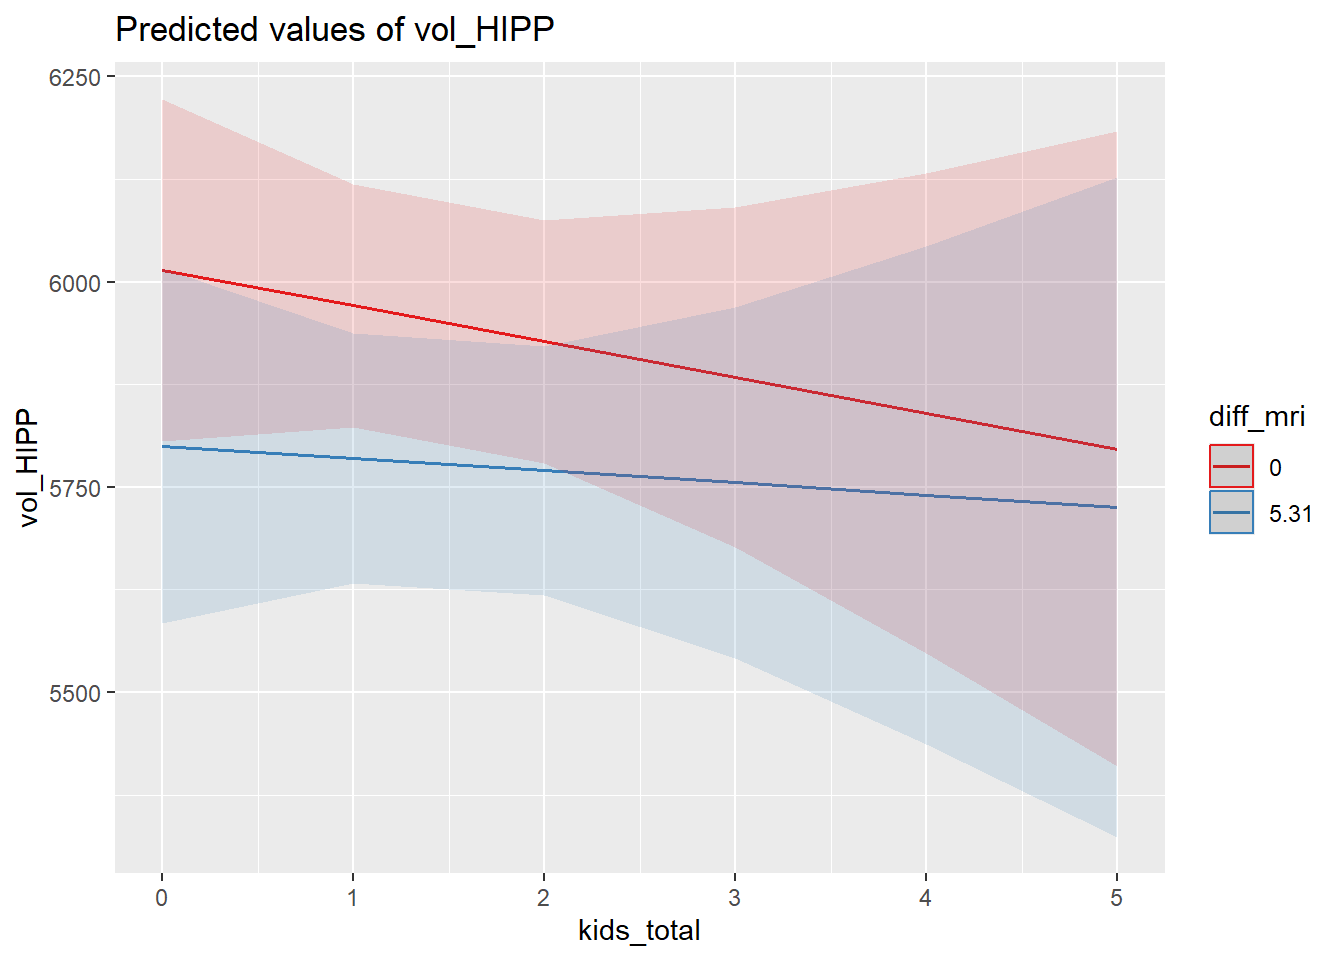 Predicted values of vol_HIPP
6250
6000
5750
5500
vol_HIPP
0 1 2 3 4 5
kids_total
diff_mri
0
5.31